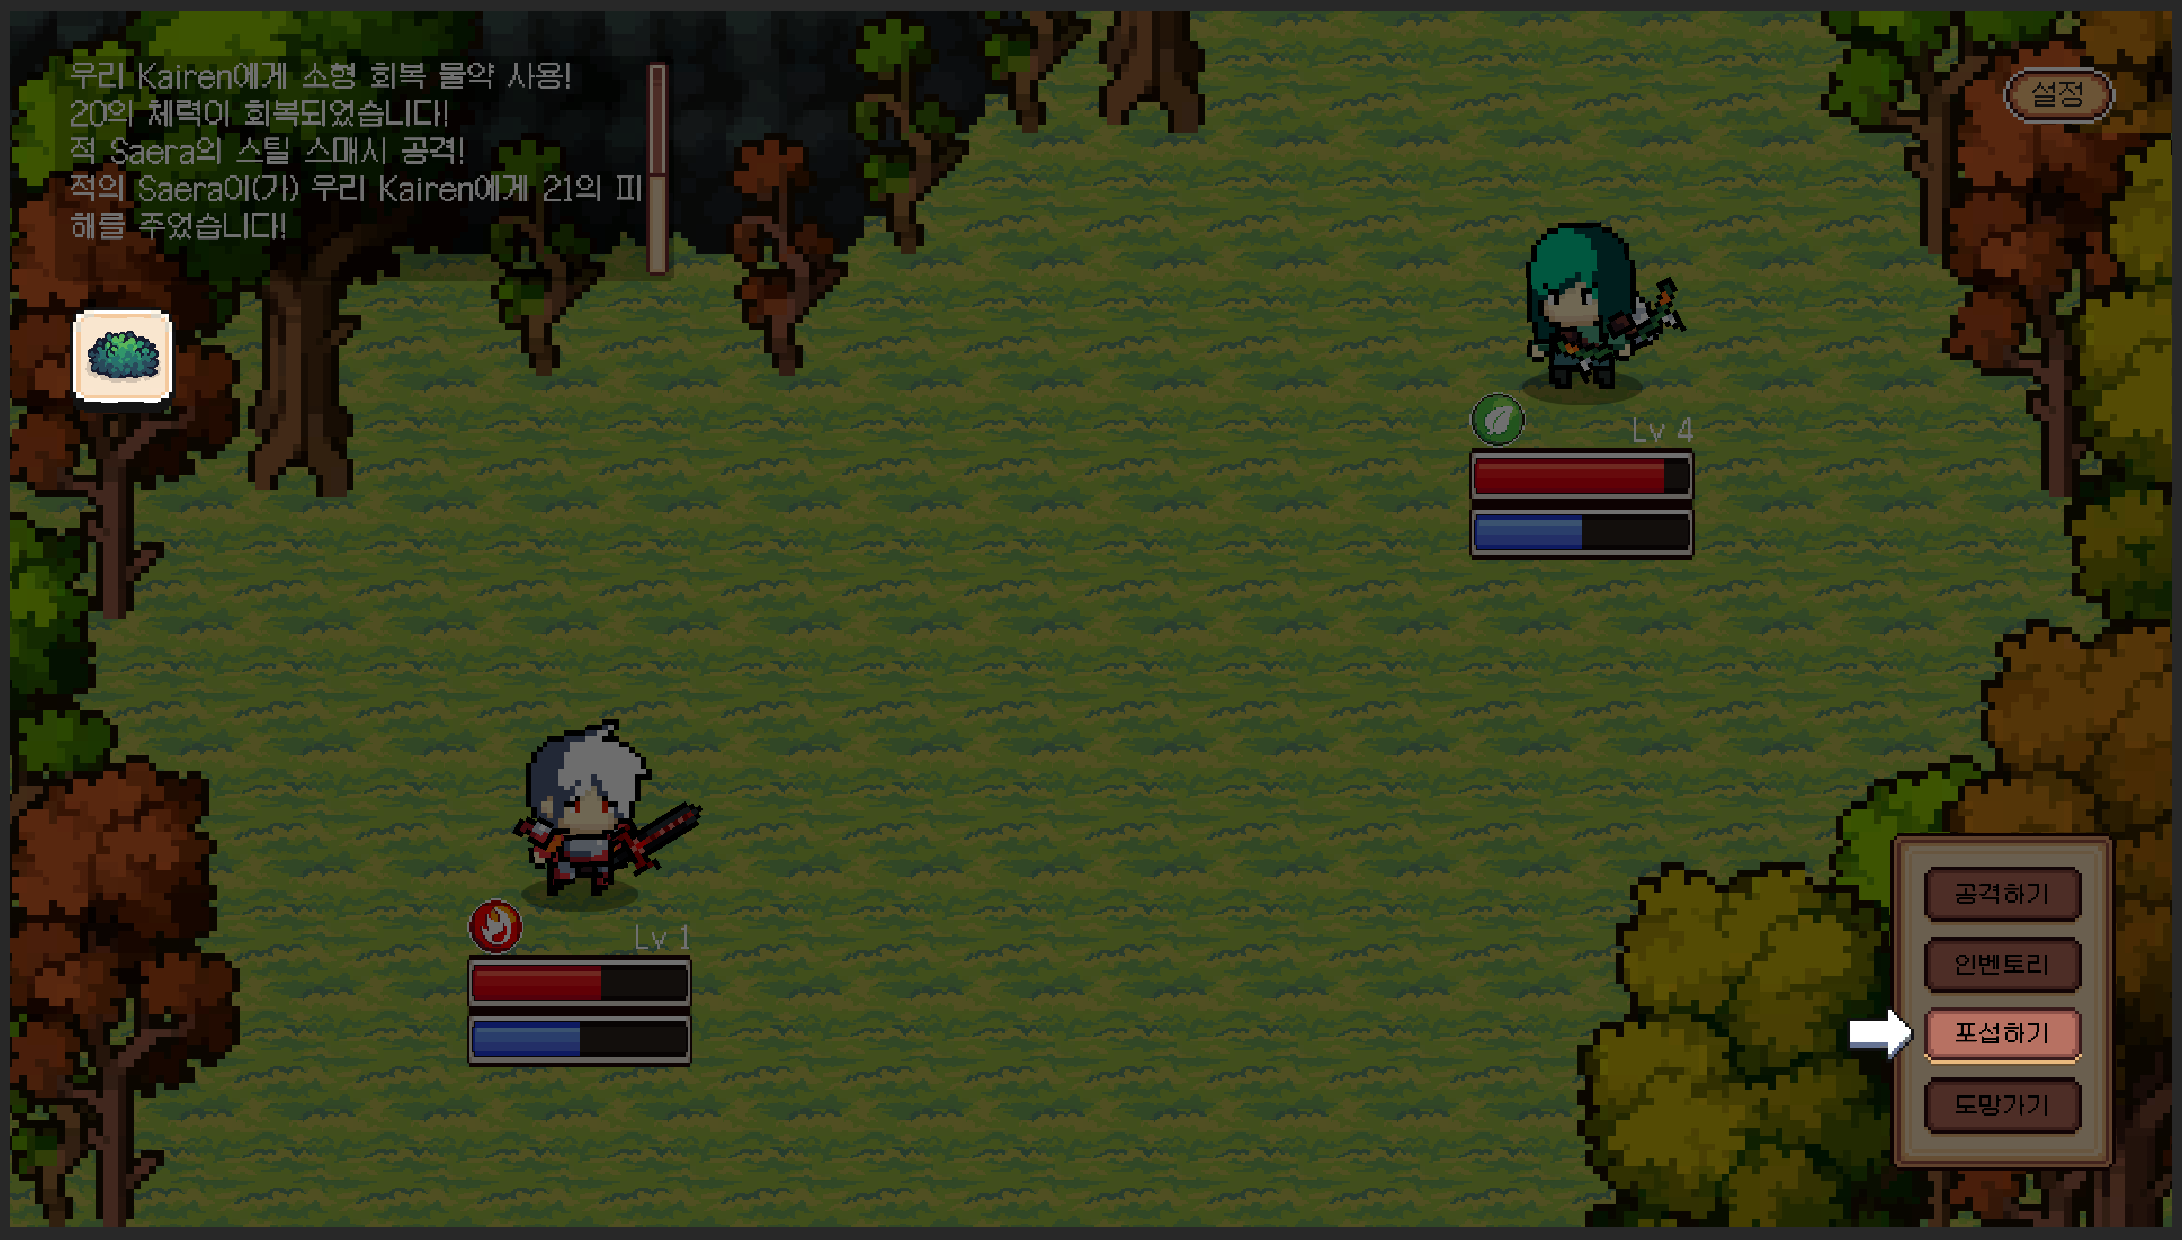 우리 Kairen에게 소형 회복 물약 사용!
20의 체력이 회복되었습니다!
적 Saera의 스틸 스매시 공격!
적의 Saera이(가) 우리 Kairen에게 21의 피
해를 주었습니다!
설정
Lv 4
Lv 1
공격하기
인벤토리
포섭하기
도망가기